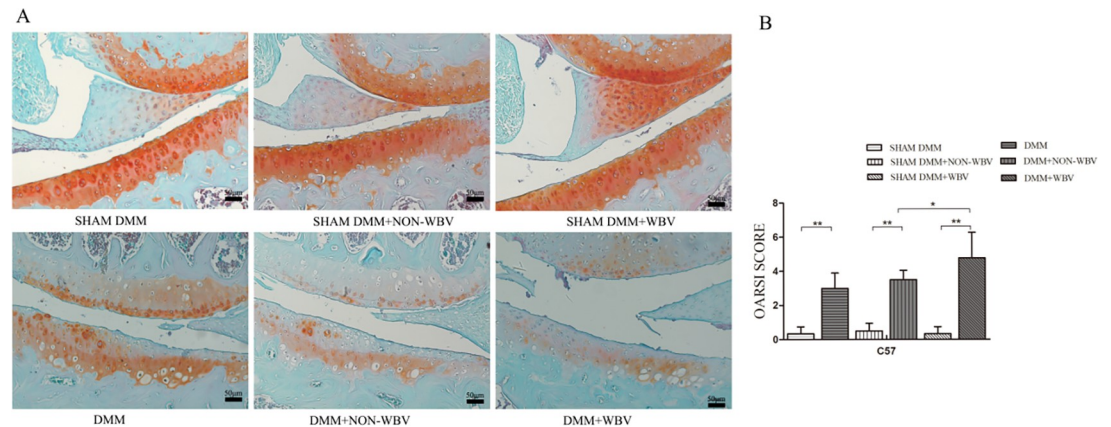 A
50μm
50μm
50μm
SHAM DMM
SHAM DMM+NON-WBV
SHAM DMM+WBV
50μm
50μm
50μm
DMM
DMM+NON-WBV
DMM+WBV
B
SHAM DMM
SHAM DMM+NON-WBV
SHAM DMM+WBV
DMM
DMM+NON-WBV
DMM+WBV
OARSI SCORE
8
6
4
2
0
**
**
*
**
C57